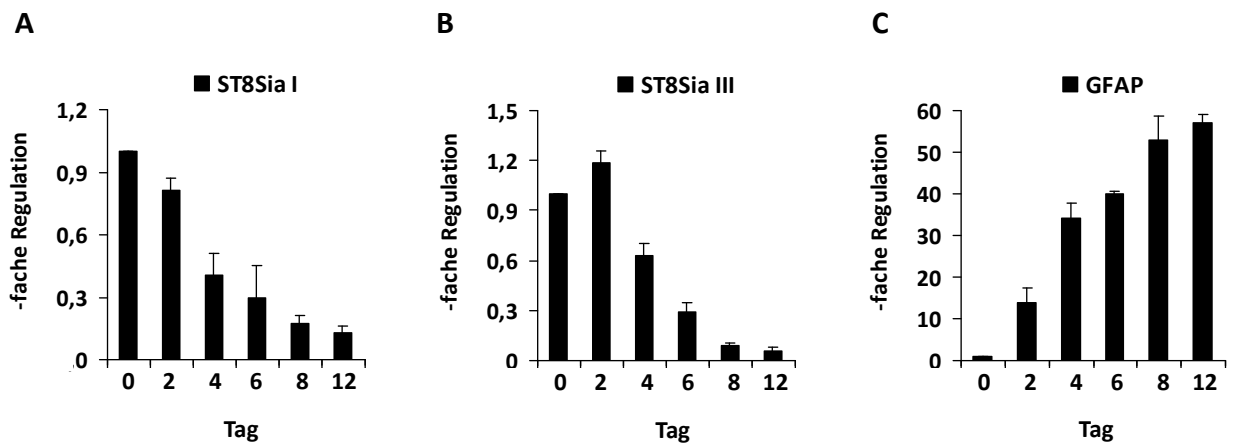 A
ST8Sia I
-fache Regulation
1,2
0,9
0,6
0,3
,0
0 2 4 6 8 12
Tag
B
ST8Sia III
-fache Regulation
1,5
1,2
0,9
0,6
0,3
0
0 2 4 6 8 12
Tag
C
GFAP
-fache Regulation
60
50
40
30
20
10
0
0 2 4 6 8 12
Tag